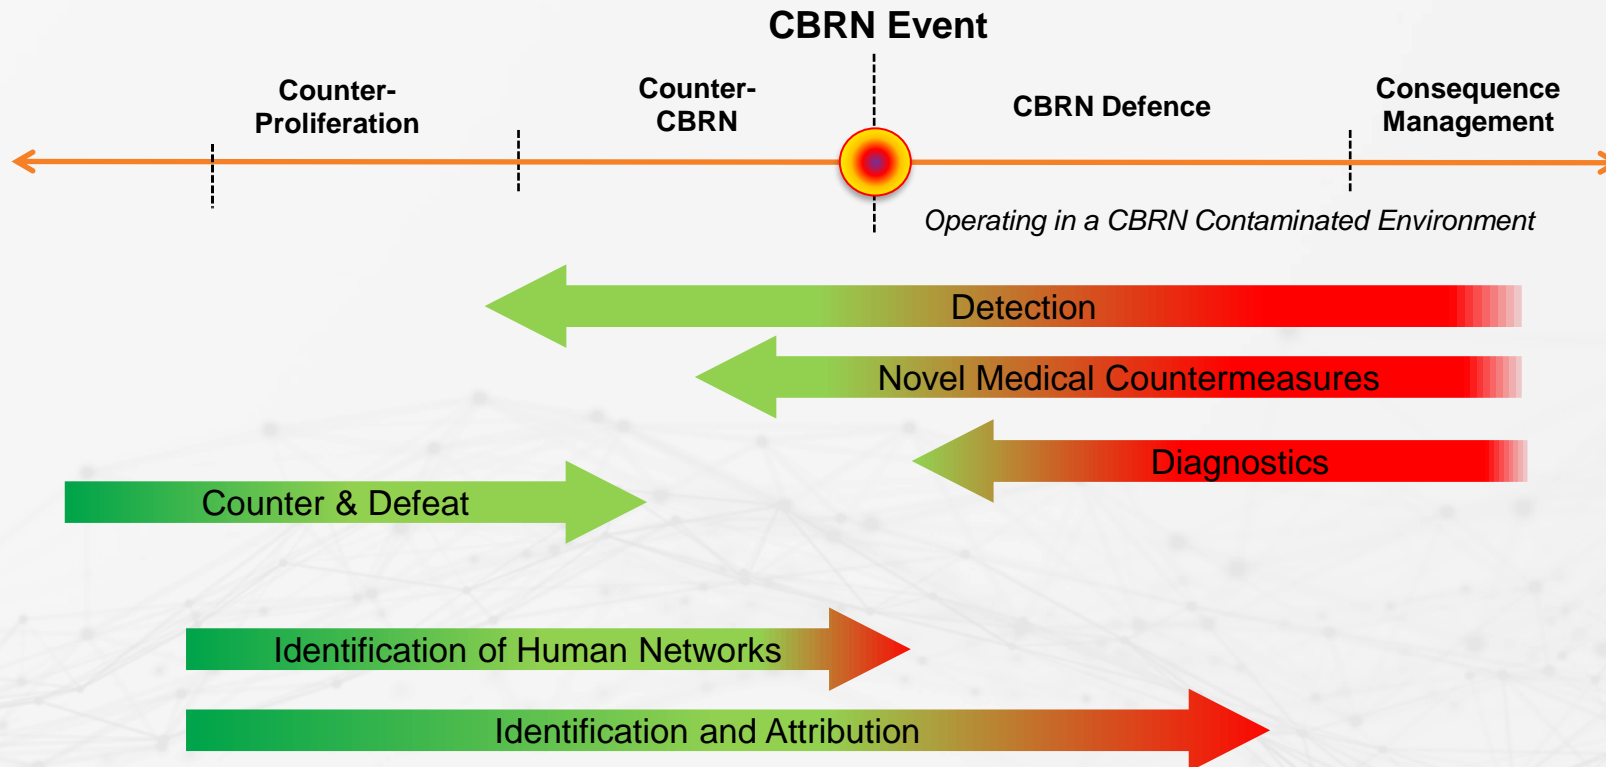 CBRN Event
Counter-
Proliferation
Counter-
CBRN
CBRN Defence
Consequence
Management
Operating in a CBRN Contaminated Environment
Detection
Novel Medical Countermeasures
Diagnostics
Counter & Defeat
Identification of Human Networks
Identification and Attribution